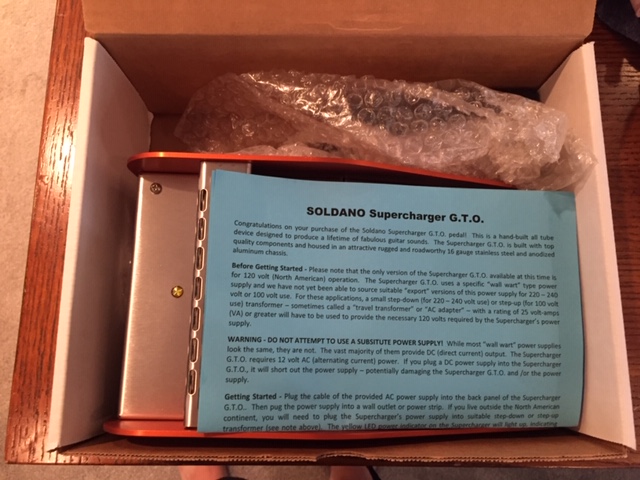 SOLDANO Supercharger G.T.O.
Congratulations on your purchase of the Soldano Supercharger G.T.O. pedal! This is a hand-built all tube
device designed to produce a lifetime of fabulous guitar sounds. The Supercharger G.T.O. is built with top
quality components and housed in an attractive rugged and roadworthy 16 gauge stainless steel and anodized
aluminum chassis.
Before Getting Started - Please note that the only version of the Supercharger G.T.O. available at this time is
for 120 volt (North American) operation. The Supercharger G.T.O. uses a specific "wall wart" type power
supply and we have not yet been able to source suitable "export" versions of this power supply for 220 – 240
volt or 100 volt use. For these applications, a small step-down (for 220 – 240 volt use) or step-up (for 100 volt
use) transformer – sometimes called a "travel transformer" or "AC adapter" – with a rating of 25 volt-amps
(VA) or greater will have to be used to provide the necessary 120 volts required by the Supercharger's power
supply.
WARNING - DO NOT ATTEMPT TO USE A SUBSITUTE POWER SUPPLY! While most "wall wart" power supplies
look the same, they are not. The vast majority of them provide DC (direct current) output. The Supercharger
G.T.O. requires 12 volt AC (alternating current) power. If you plug a DC power supply into the Supercharger
G.T.O., it will short out the power supply – potentially damaging the Supercharger G.T.O. and /or the power
supply.
Getting Started - Plug the cable of the provided AC power supply into the back panel of the Supercharger
G.T.O.. Then pug the power supply into a wall outlet or power strip. If you live outside the North American
continent, you will need to plug the Supercharger's power supply into suitable step-down or step-up
transformer (see note above). The yellow LED power indicator on the Supercharger will light up, indicating